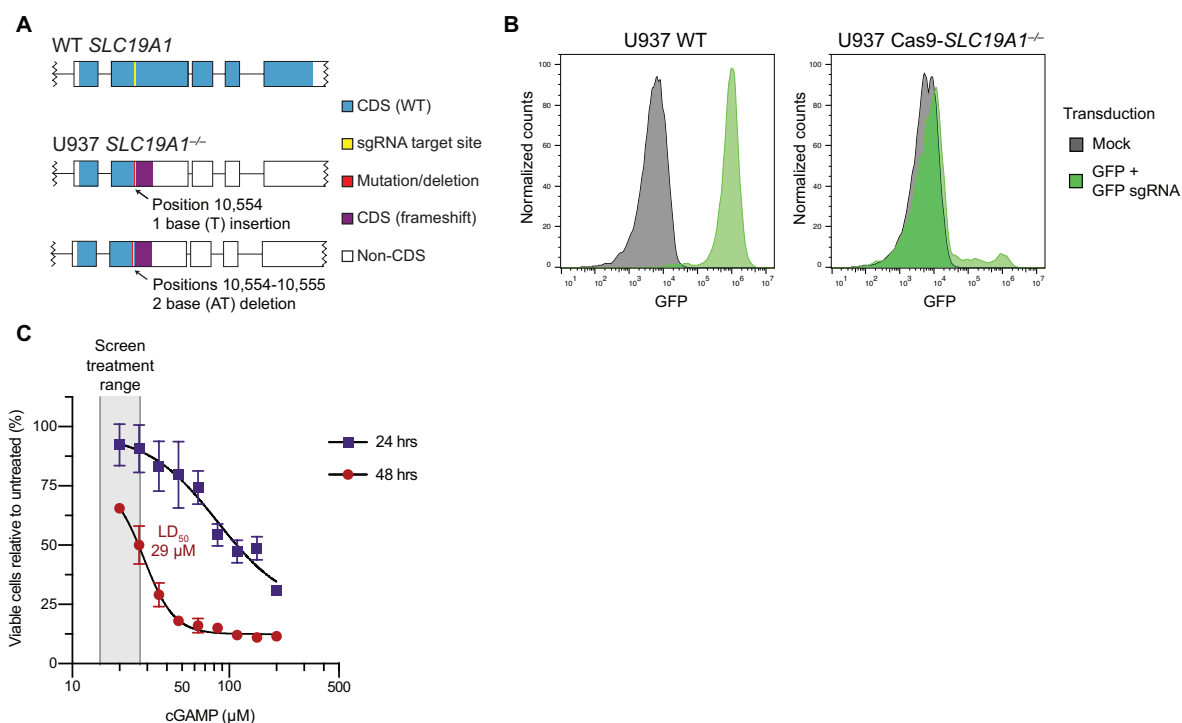 A
WT SLC19A1
U937 SLC19A1–/–
Position 10,554
1 base (T) insertion
Positions 10,554-10,555
2 base (AT) deletion
CDS (WT)
sgRNA target site
Mutation/deletion
CDS (frameshift)
Non-CDS
B
U937 WT
Normalized counts
100
80
60
40
20
0
10¹ 10² 10³ 10⁴ 10⁵ 10⁶ 10⁷
GFP
U937 Cas9-SLC19A1–/–
Normalized counts
100
80
60
40
20
0
10¹ 10² 10³ 10⁴ 10⁵ 10⁶ 10⁷
GFP
Transduction
Mock
GFP +
GFP sgRNA
C
Screen
treatment
range
Viable cells relative to untreated (%)
100
75
50
25
0
LD₅₀
29 µM
10 50 100 500
cGAMP (µM)
24 hrs
48 hrs